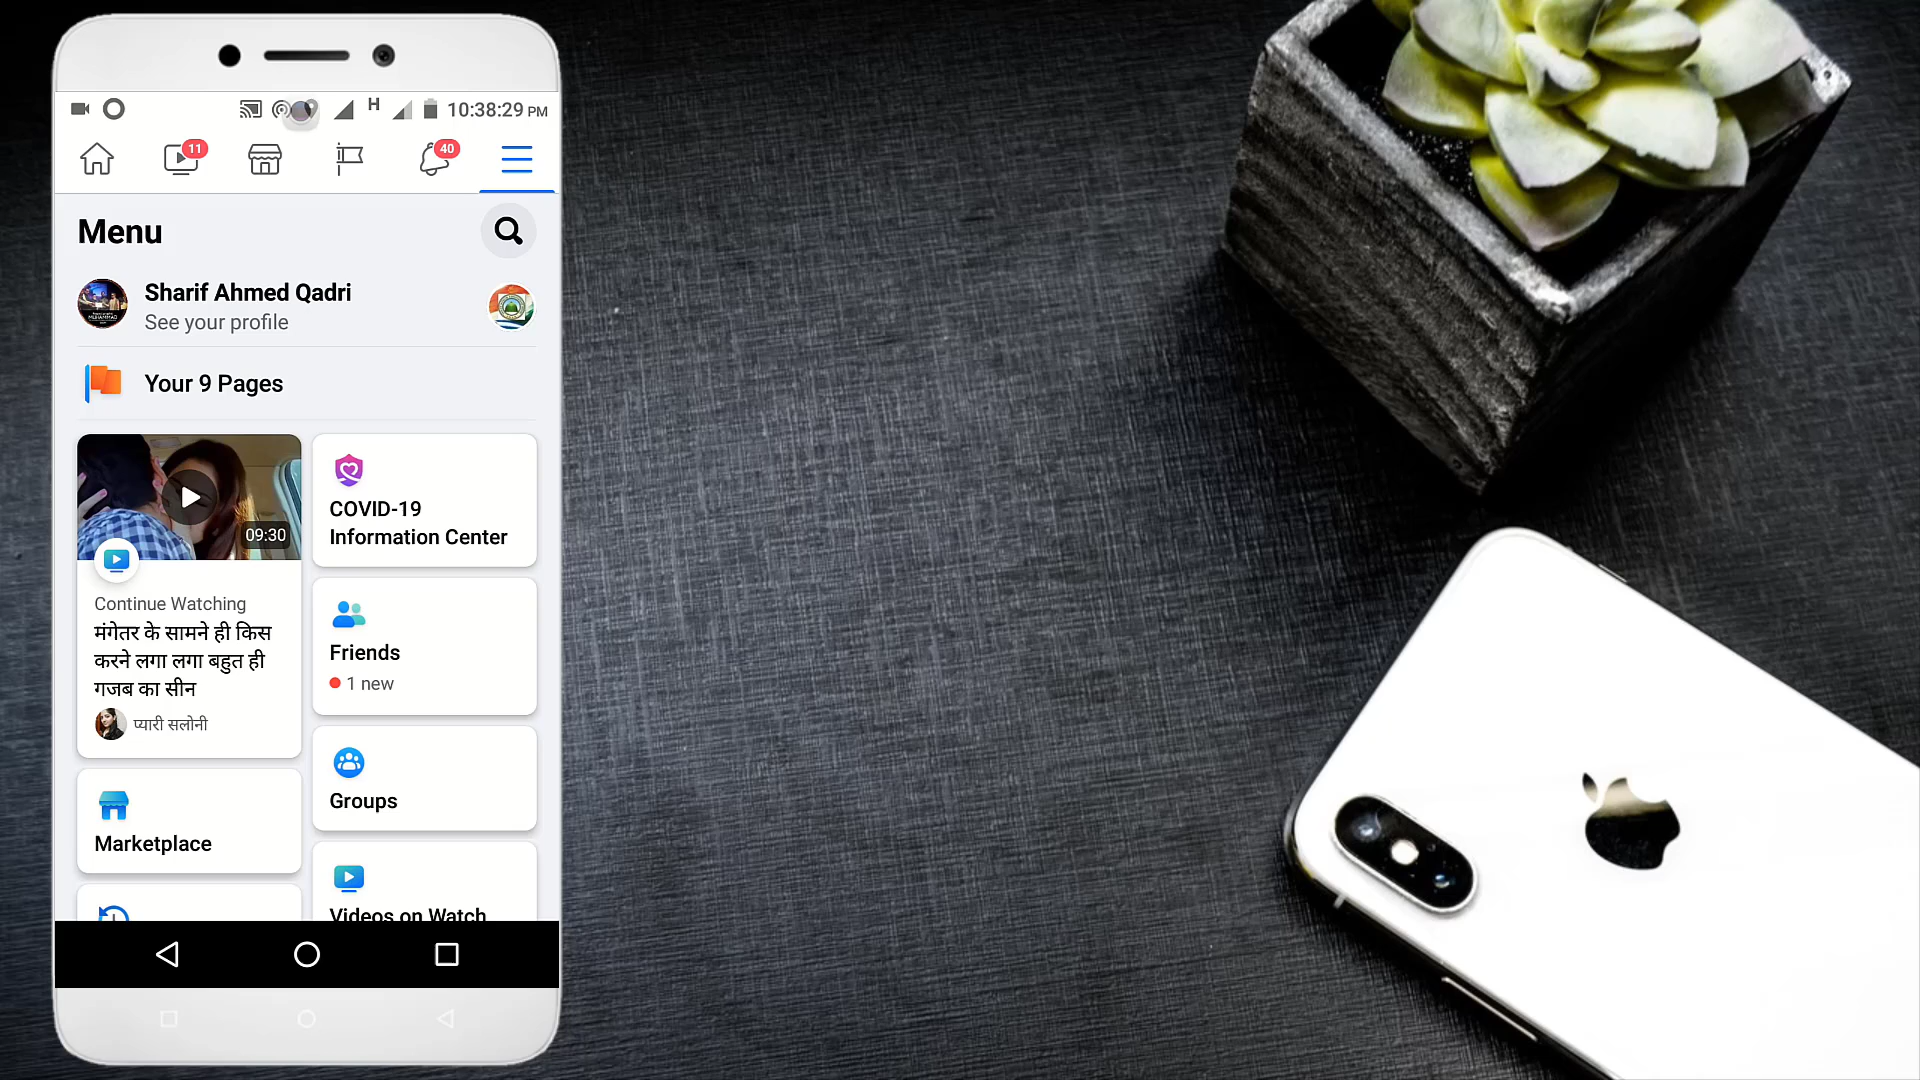 H 10:38:29 PM
11
40
Menu
Sharif Ahmed Qadri
See your profile
Your 9 Pages
09:30
Continue Watching
मंगेतर के सामने ही किस
करने लगा लगा बहुत ही
गजब का सीन
प्यारी सलोनी
COVID-19
Information Center
Friends
1 new
Groups
Marketplace
Videos on Watch